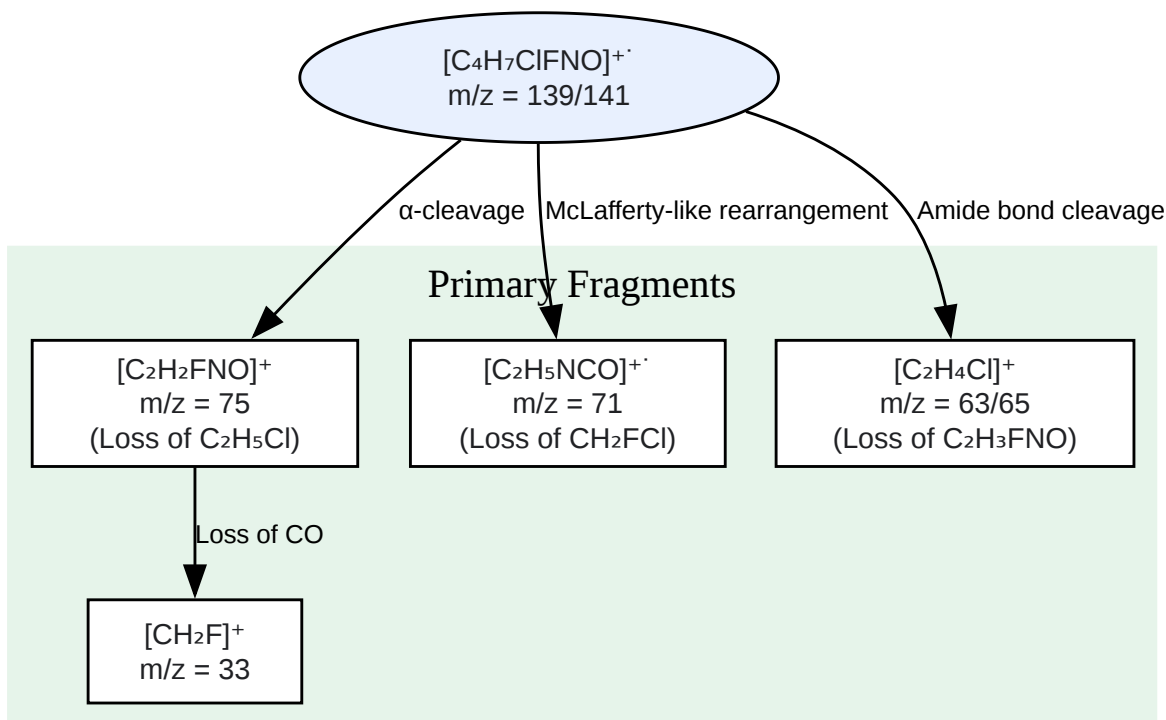 [C₄H₇ClFNO]⁺˙
m/z = 139/141
α-cleavage
McLafferty-like rearrangement
Amide bond cleavage
Primary Fragments
[C₂H₂FNO]⁺
m/z = 75
(Loss of C₂H₅Cl)
[C₂H₅NCO]⁺˙
m/z = 71
(Loss of CH₂FCl)
[C₂H₄Cl]⁺
m/z = 63/65
(Loss of C₂H₃FNO)
Loss of CO
[CH₂F]⁺
m/z = 33